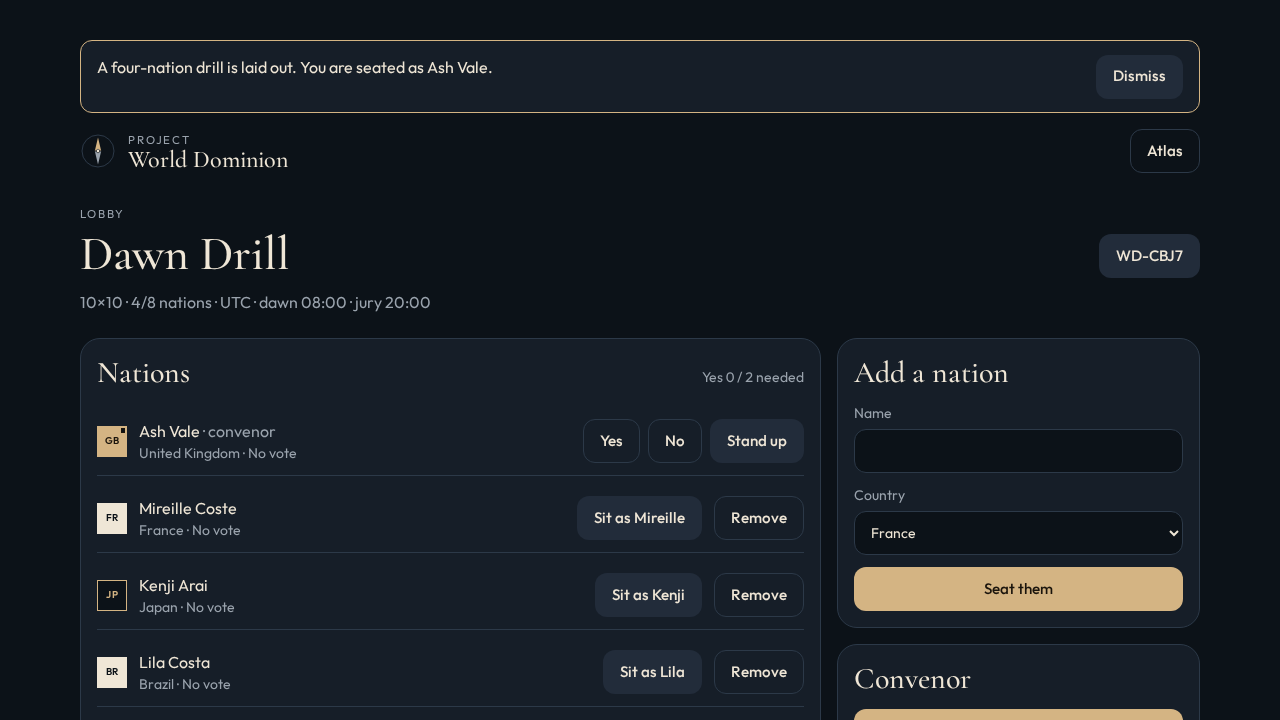 A four-nation drill is laid out. You are seated as Ash Vale.
Dismiss
PROJECT
World Dominion
Atlas
LOBBY
Dawn Drill
WD-CBJ7
10×10 · 4/8 nations · UTC · dawn 08:00 · jury 20:00
Nations
Yes 0 / 2 needed
GB
Ash Vale · convenor
United Kingdom · No vote
Yes
No
Stand up
FR
Mireille Coste
France · No vote
Sit as Mireille
Remove
JP
Kenji Arai
Japan · No vote
Sit as Kenji
Remove
BR
Lila Costa
Brazil · No vote
Sit as Lila
Remove
Add a nation
Name
Country
France
Seat them
Convenor